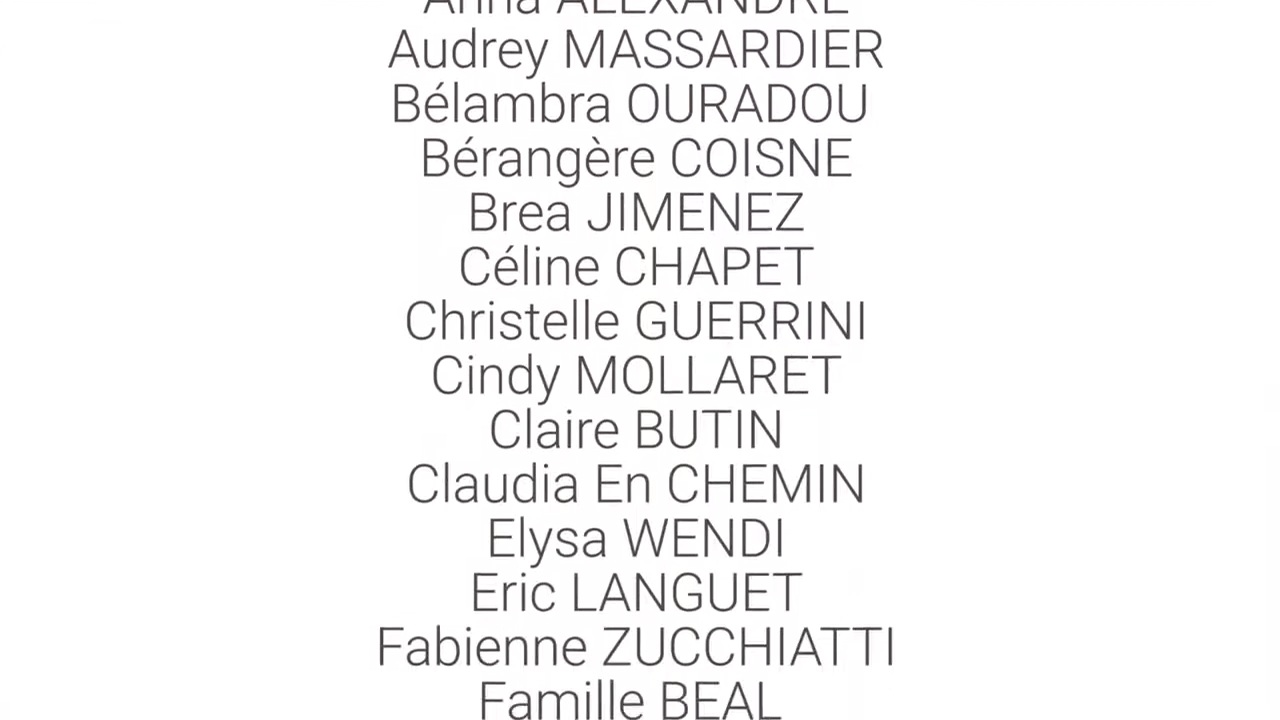 Anna ALEXANDRE
Audrey MASSARDIER
Bélambra OURADOU
Bérangère COISNE
Brea JIMENEZ
Céline CHAPET
Christelle GUERRINI
Cindy MOLLARET
Claire BUTIN
Claudia En CHEMIN
Elysa WENDI
Eric LANGUET
Fabienne ZUCCHIATTI
Famille BEAL